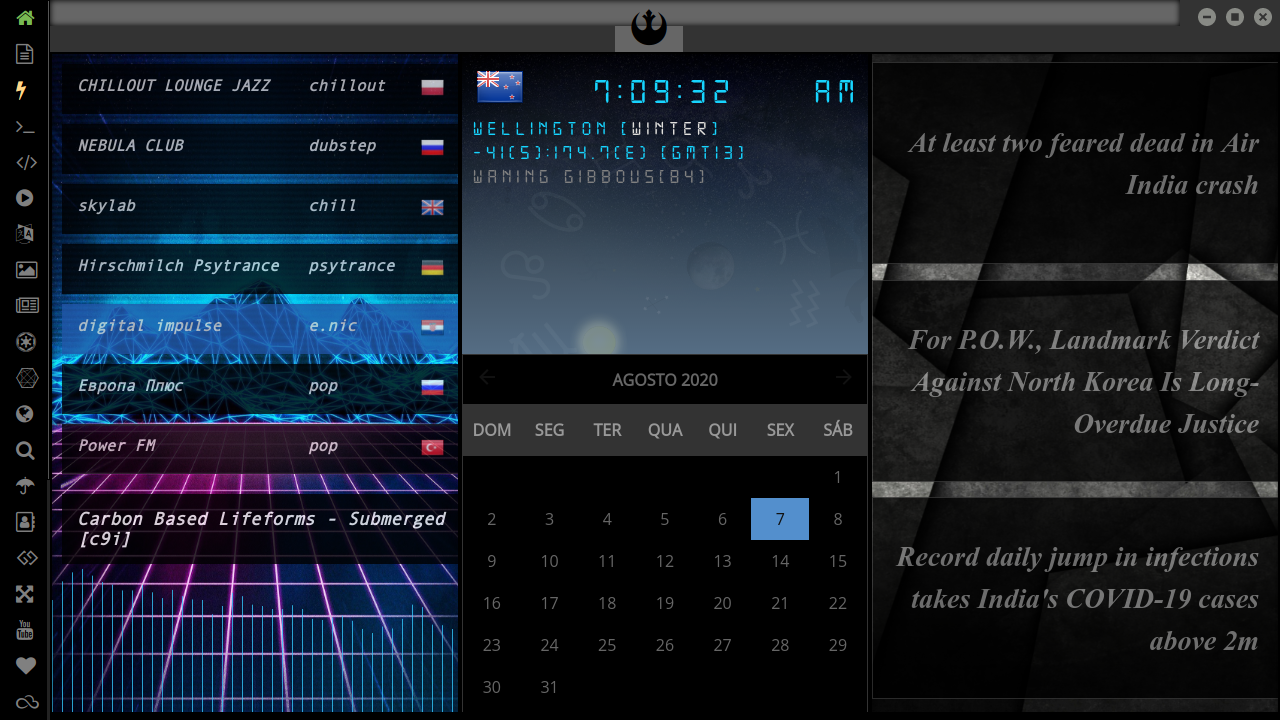 CHILLOUT LOUNGE JAZZ chillout
NEBULA CLUB dubstep
skylab chill
Hirschmilch Psytrance psytrance
digital impulse e.nic
Европа Плюс pop
Power FM pop
Carbon Based Lifeforms - Submerged
[c9i]
7:09:32 AM
WELLINGTON [WINTER]
-41(S):174.7(E) [GMT13]
WANING GIBBOUS[84]
AGOSTO 2020
DOM SEG TER QUA QUI SEX SÁB
1
2 3 4 5 6 7 8
9 10 11 12 13 14 15
16 17 18 19 20 21 22
23 24 25 26 27 28 29
30 31
At least two feared dead in Air
India crash
For P.O.W., Landmark Verdict
Against North Korea Is Long-
Overdue Justice
Record daily jump in infections
takes India's COVID-19 cases
above 2m
You
Tube